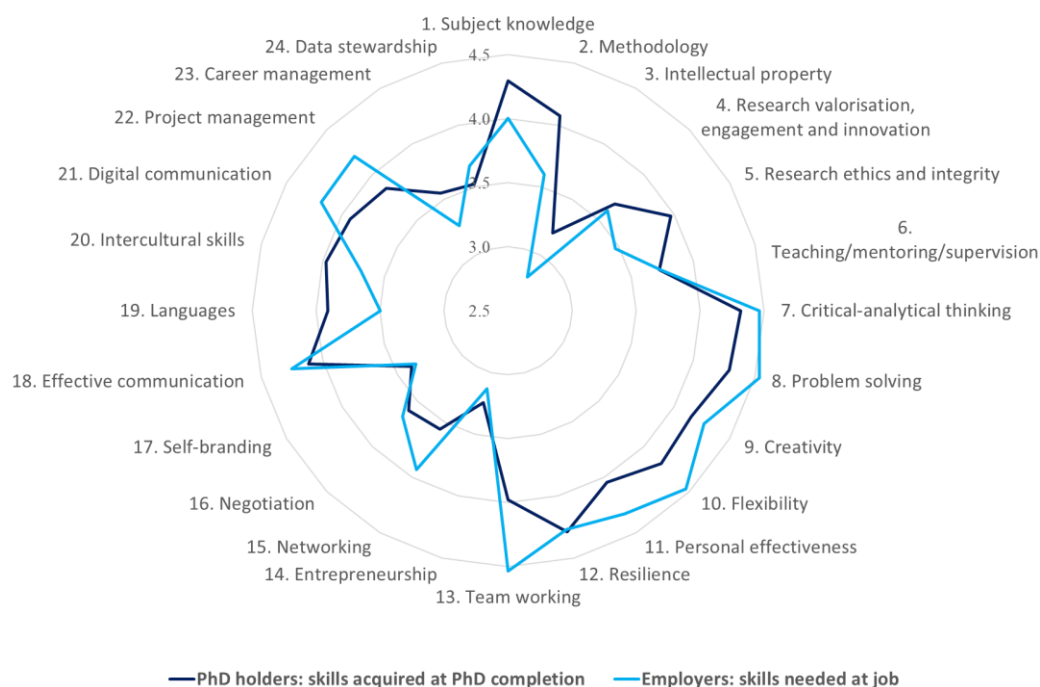 1. Subject knowledge
2. Methodology
3. Intellectual property
4. Research valorisation,
engagement and innovation
5. Research ethics and integrity
6.
Teaching/mentoring/supervision
7. Critical-analytical thinking
8. Problem solving
9. Creativity
10. Flexibility
11. Personal effectiveness
12. Resilience
13. Team working
14. Entrepreneurship
15. Networking
16. Negotiation
17. Self-branding
18. Effective communication
19. Languages
20. Intercultural skills
21. Digital communication
22. Project management
23. Career management
24. Data stewardship
4.5
4.0
3.5
3.0
2.5
PhD holders: skills acquired at PhD completion
Employers: skills needed at job